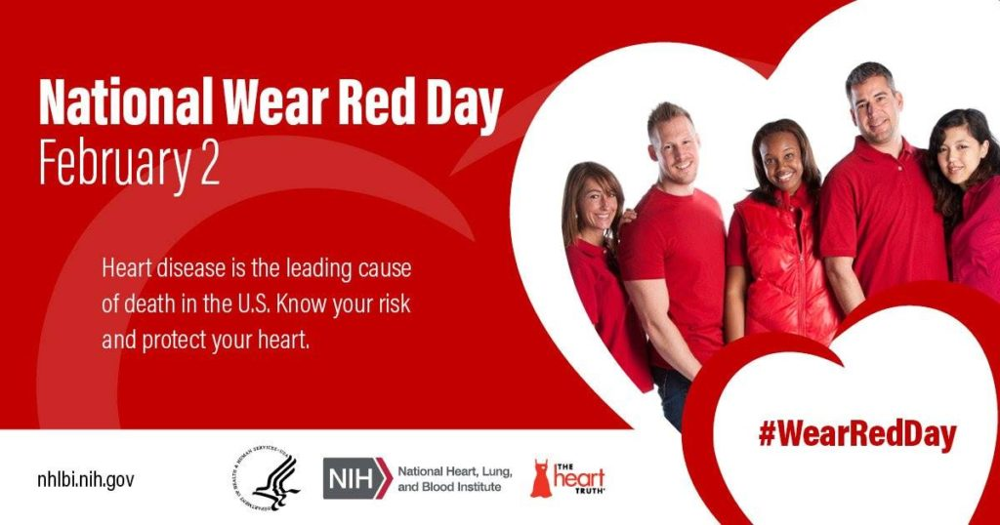 National Wear Red Day
February 2
Heart disease is the leading cause
of death in the U.S. Know your risk
and protect your heart.
#WearRedDay
nhlbi.nih.gov
DEPARTMENT OF HEALTH & HUMAN SERVICES•USA
NIH
National Heart, Lung,
and Blood Institute
THE
heart
TRUTH®